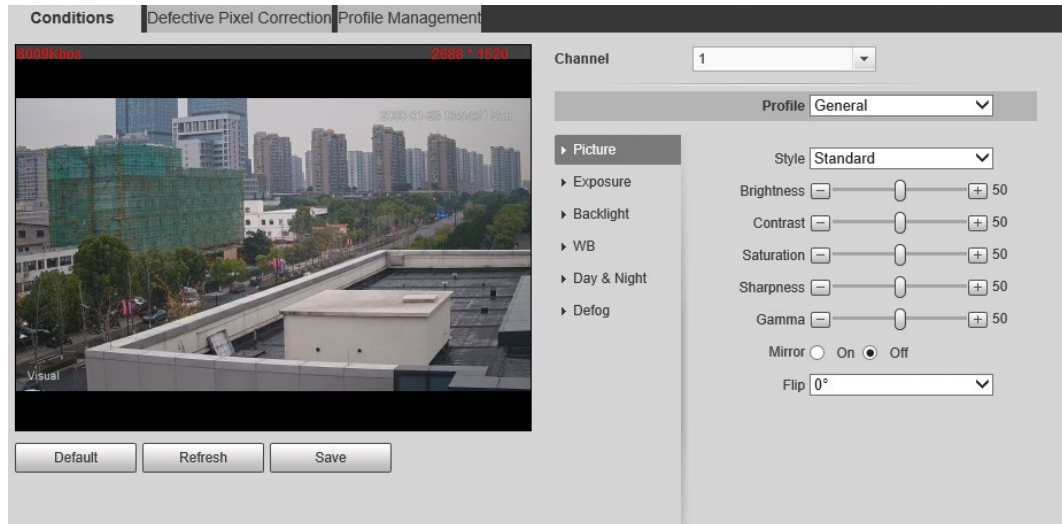 Conditions Defective Pixel Correction Profile Management
6009Kbps 2688 * 1520
Visual
Default Refresh Save
Channel 1
Profile General
Picture
Exposure
Backlight
WB
Day & Night
Defog
Style Standard
Brightness 50
Contrast 50
Saturation 50
Sharpness 50
Gamma 50
Mirror On Off
Flip 0°